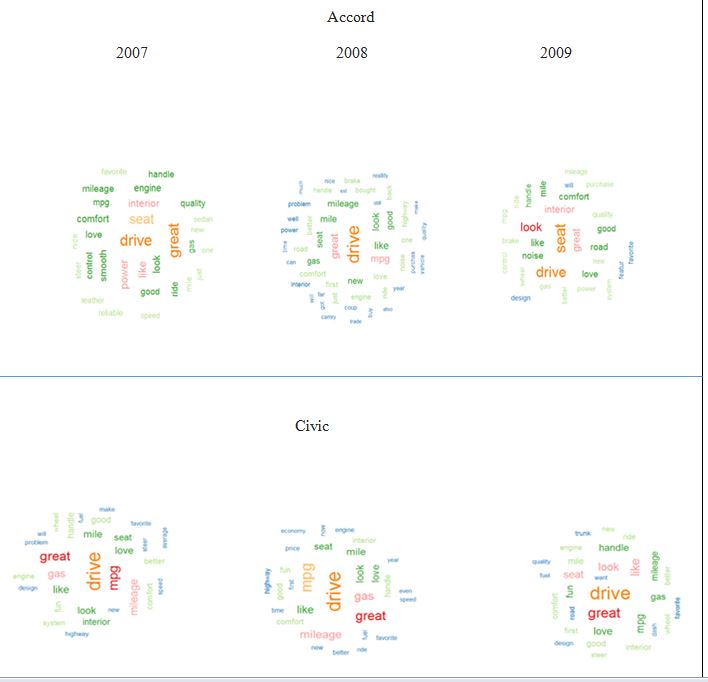 Accord
2007 2008 2009
favorite handle
mileage engine
mpg interior quality
comfort seat sedan
love drive great new
nice gas one
steer control smooth power like look just
good ride mile
leather
reliable speed
much nice brake reality
handle bought back
problem mileage still highway make
well better mile look good
power seat great drive like quality
time road one
can gas mpg noise purchas vehicle
comfort love
interior first new year
will far just engine ride
got coup buy also
camry trade
mileage
handle mile will purchase
ride comfort
mpg interior quality
look seat great good
brake like road favorite
control noise new featur
wheel drive love
gas better power system
design
Civic
wheel handle fuel make
will good favorite
problem mile seat steer average
great drive love
gas mpg better
engine mileage comfort speed
design like
fun look new
system interior
highway
economy now engine
price seat interior
mile
highway good first mpg drive look love year
gas handle even
time like speed
comfort great
mileage fuel favorite
new better ride
trunk new
engine handle ride
quality mile look like mileage
fuel seat want better
comfort fun drive gas
road great mpg favorite
first love dash wheel
design good interior
steer